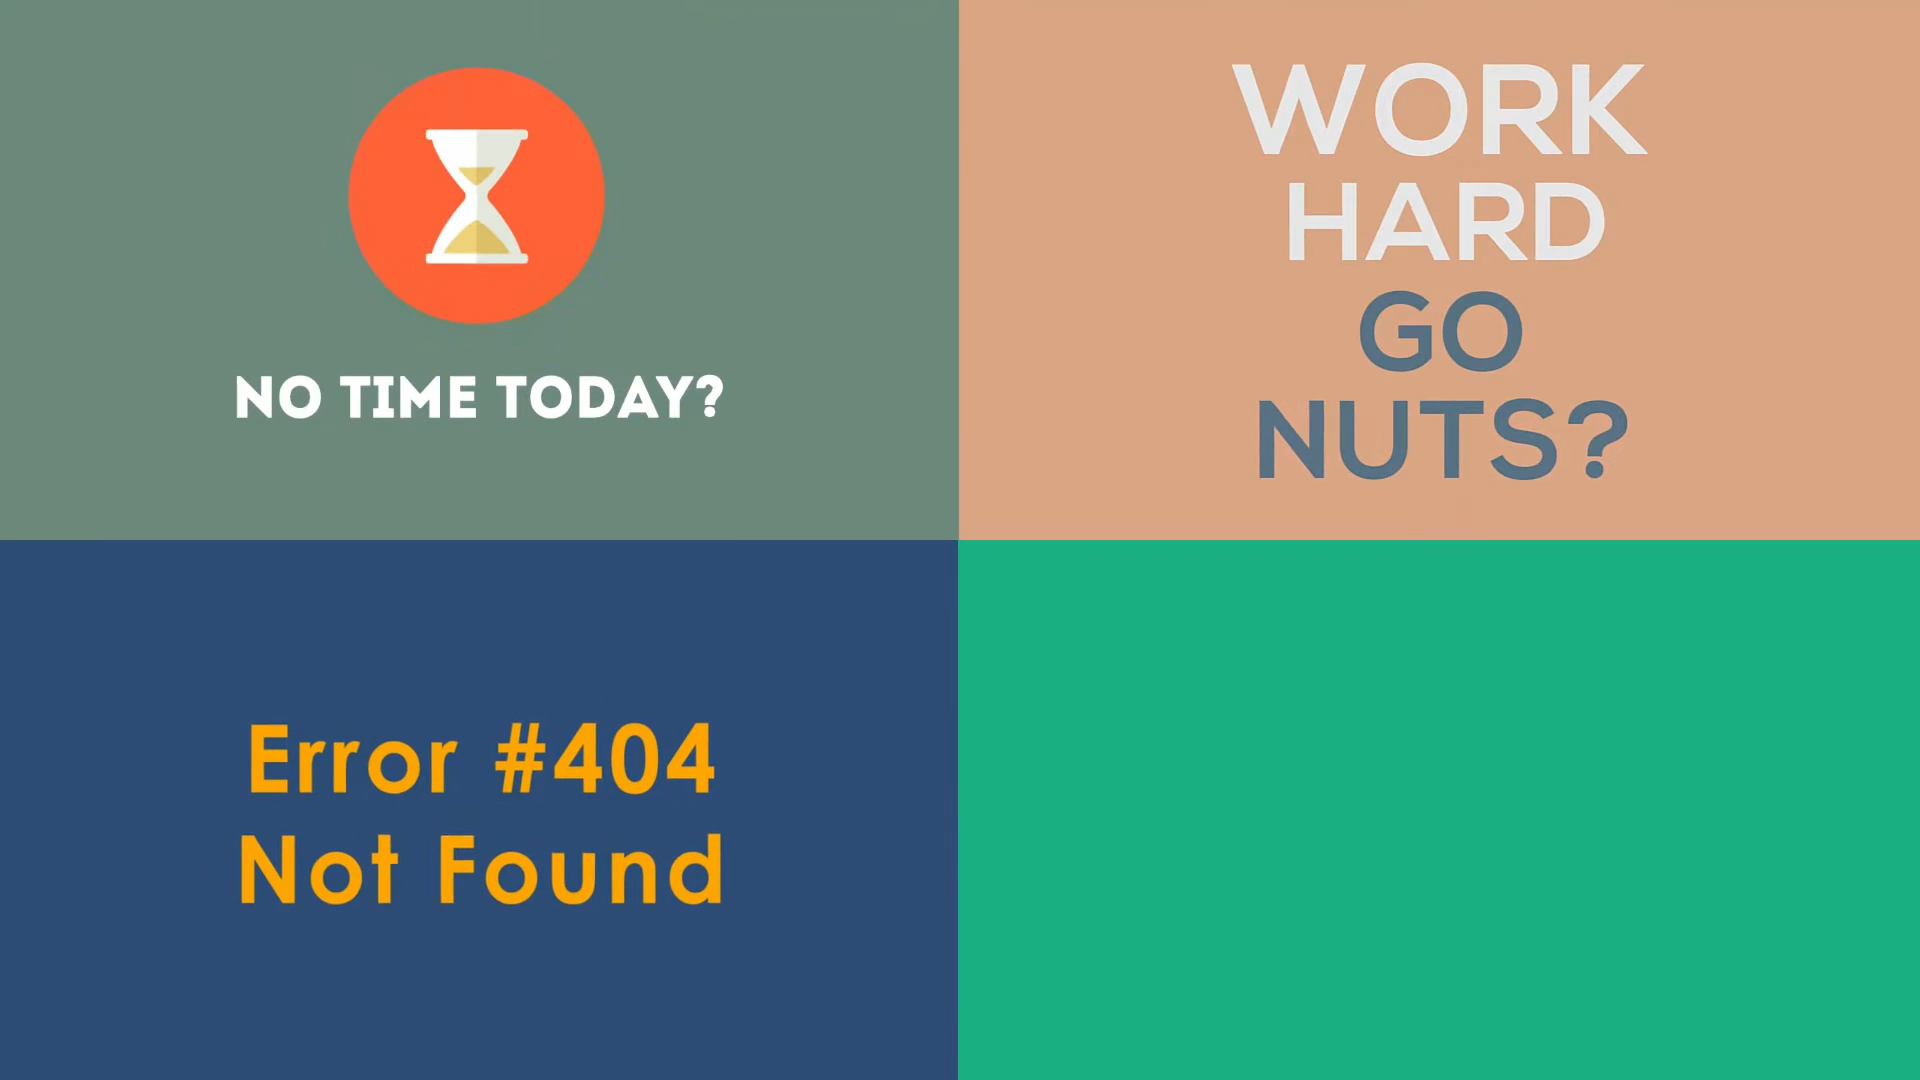 NO TIME TODAY?
WORK
HARD
GO
NUTS?
Error #404
Not Found